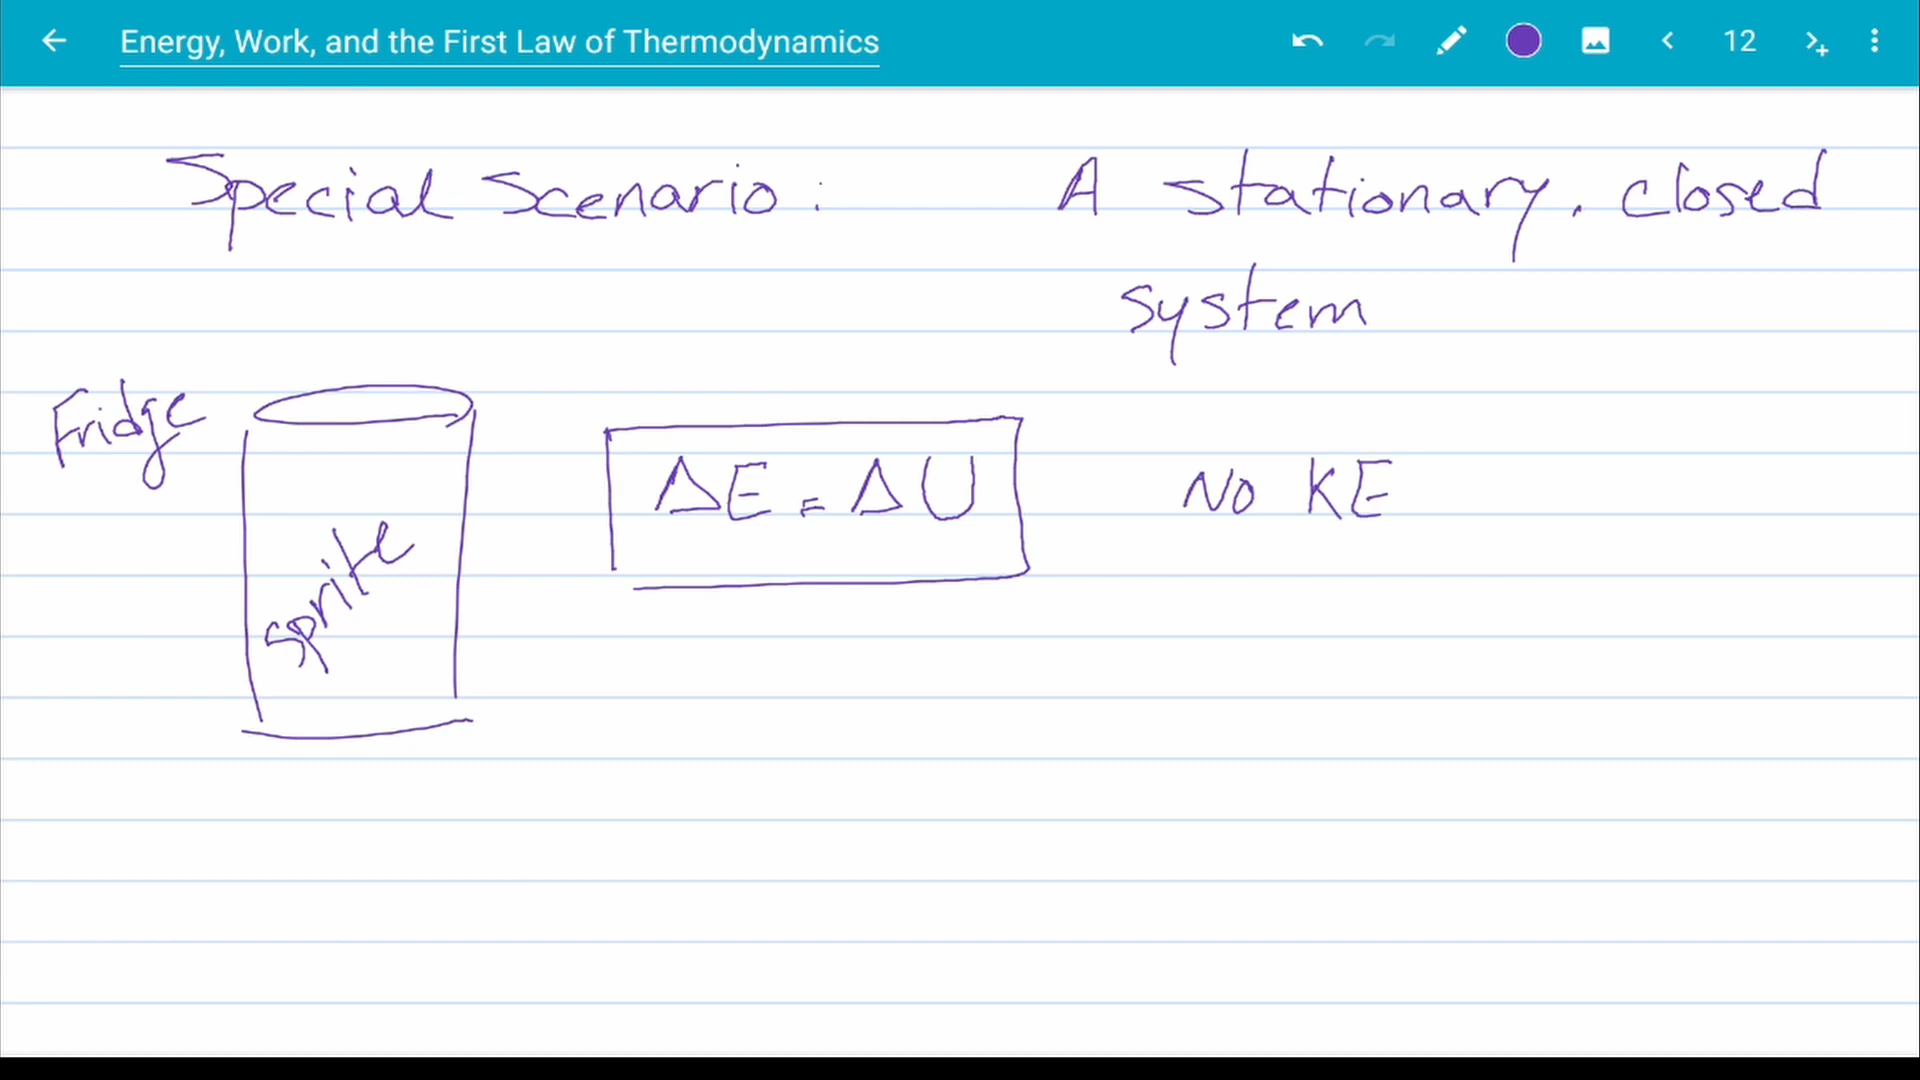 Energy, Work, and the First Law of Thermodynamics
12
Special Scenario: A stationary, closed
system
Fridge
Sprite
ΔE = ΔU
No KE